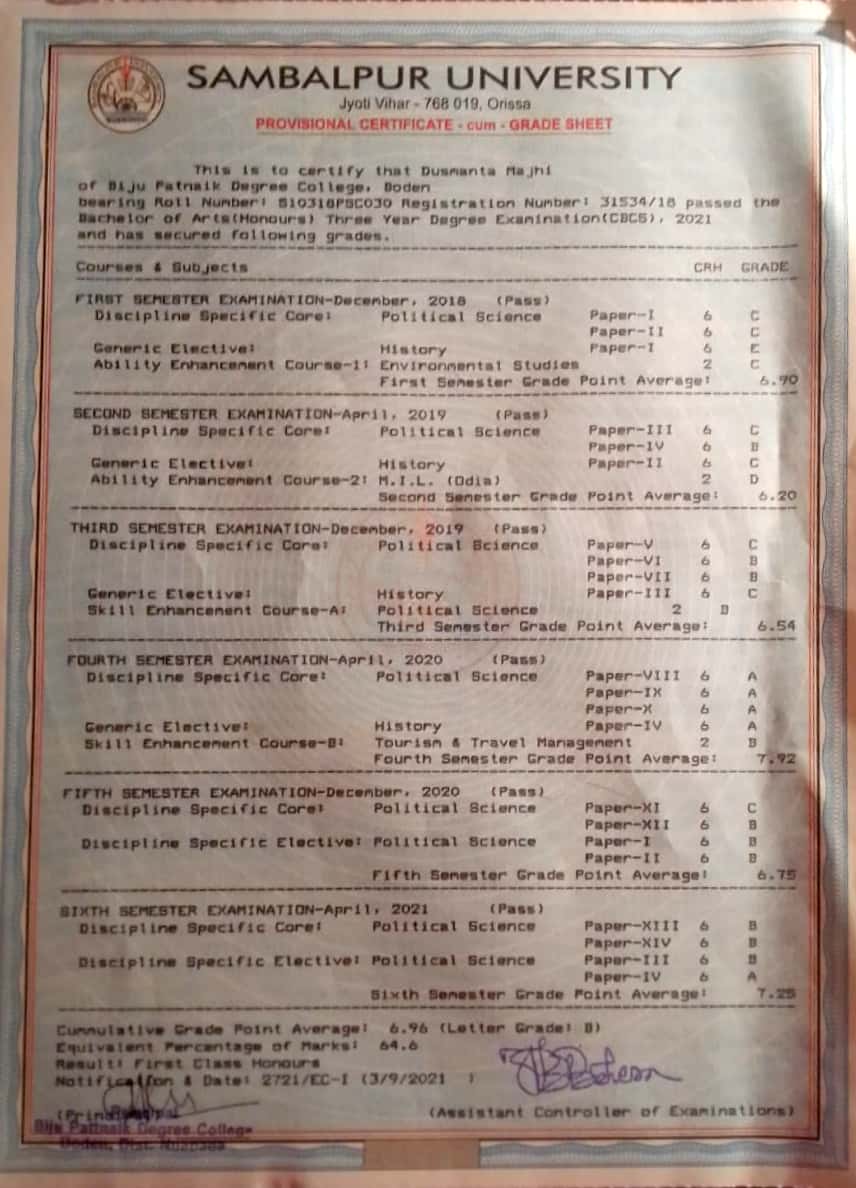 SAMBALPUR UNIVERSITY
Jyoti Vihar - 768 019, Orissa
PROVISIONAL CERTIFICATE - cum - GRADE SHEET
This is to certify that Dusmanta Majhi
of Biju Patnaik Degree College, Boden
bearing Roll Number: S10318PSC030 Registration Number: 31534/18 passed the
Bachelor of Arts(Honours) Three Year Degree Examination(CBCS), 2021
and has secured following grades.
Courses & Subjects CRH GRADE
FIRST SEMESTER EXAMINATION-December, 2018 (Pass)
Discipline Specific Core: Political Science Paper-I 6 C
Paper-II 6 C
Generic Elective: History Paper-I 6 E
Ability Enhancement Course-1: Environmental Studies 2 C
First Semester Grade Point Average:
SECOND SEMESTER EXAMINATION-April, 2019 (Pass)
Discipline Specific Core: Political Science Paper-III 6 C
Paper-IV 6 B
Generic Elective: History Paper-II 6 C
Ability Enhancement Course-2: M.I.L. (Odia) 2 D
Second Semester Grade Point Average: 6.20
THIRD SEMESTER EXAMINATION-December, 2019 (Pass)
Discipline Specific Core: Political Science Paper-V 6 C
Paper-VI 6 B
Paper-VII 6 B
Generic Elective: History Paper-III 6 C
Skill Enhancement Course-A: Political Science 2 B
Third Semester Grade Point Average: 6.54
FOURTH SEMESTER EXAMINATION-April, 2020 (Pass)
Discipline Specific Core: Political Science Paper-VIII 6 A
Paper-IX 6 A
Paper-X 6 A
Generic Elective: History Paper-IV 6 A
Skill Enhancement Course-B: Tourism & Travel Management 2 B
Fourth Semester Grade Point Average: 7.92
FIFTH SEMESTER EXAMINATION-December, 2020 (Pass)
Discipline Specific Core: Political Science Paper-XI 6 C
Paper-XII 6 B
Discipline Specific Elective: Political Science Paper-I 6 B
Paper-II 6 B
Fifth Semester Grade Point Average: 6.75
SIXTH SEMESTER EXAMINATION-April, 2021 (Pass)
Discipline Specific Core: Political Science Paper-XIII 6 B
Paper-XIV 6 B
Discipline Specific Elective: Political Science Paper-III 6 B
Paper-IV 6 A
Sixth Semester Grade Point Average: 7.25
Cummulative Grade Point Average: 6.96 (Letter Grade: B)
Equivalent Percentage of Marks: 64.6
Result: First Class Honours
Notification & Date: 2721/EC-I (3/9/2021 )
(Principal)
(Assistant Controller of Examinations)
Biju Pattnaik Degree College
Boden, Dist. Nuapada